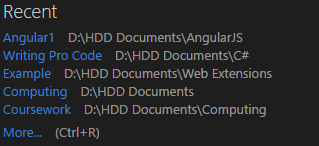 Recent
Angular1 D:\HDD Documents\AngularJS
Writing Pro Code D:\HDD Documents\C#
Example D:\HDD Documents\Web Extensions
Computing D:\HDD Documents
Coursework D:\HDD Documents\Computing
More... (Ctrl+R)